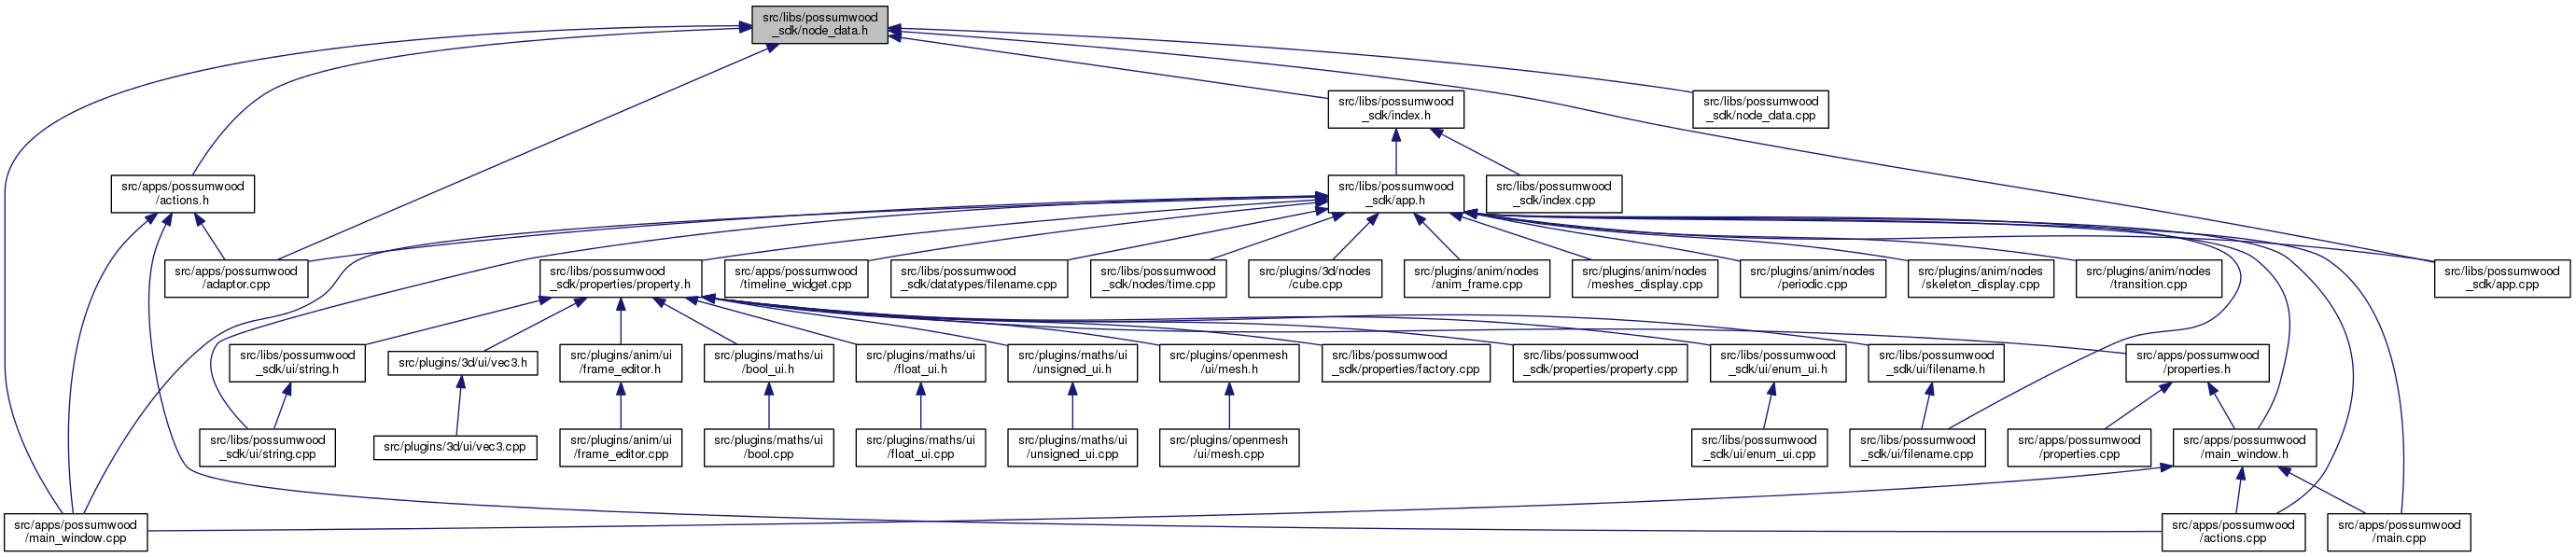 src/libs/possumwood
_sdk/node_data.h
src/libs/possumwood
_sdk/index.h
src/libs/possumwood
_sdk/node_data.cpp
src/apps/possumwood
/actions.h
src/libs/possumwood
_sdk/app.h
src/libs/possumwood
_sdk/index.cpp
src/apps/possumwood
/adaptor.cpp
src/libs/possumwood
_sdk/properties/property.h
src/apps/possumwood
/timeline_widget.cpp
src/libs/possumwood
_sdk/datatypes/filename.cpp
src/libs/possumwood
_sdk/nodes/time.cpp
src/plugins/3d/nodes
/cube.cpp
src/plugins/anim/nodes
/anim_frame.cpp
src/plugins/anim/nodes
/meshes_display.cpp
src/plugins/anim/nodes
/periodic.cpp
src/plugins/anim/nodes
/skeleton_display.cpp
src/plugins/anim/nodes
/transition.cpp
src/libs/possumwood
_sdk/app.cpp
src/libs/possumwood
_sdk/ui/string.h
src/plugins/3d/ui/vec3.h
src/plugins/anim/ui
/frame_editor.h
src/plugins/maths/ui
/bool_ui.h
src/plugins/maths/ui
/float_ui.h
src/plugins/maths/ui
/unsigned_ui.h
src/plugins/openmesh
/ui/mesh.h
src/libs/possumwood
_sdk/properties/factory.cpp
src/libs/possumwood
_sdk/properties/property.cpp
src/libs/possumwood
_sdk/ui/enum_ui.h
src/libs/possumwood
_sdk/ui/filename.h
src/apps/possumwood
/properties.h
src/libs/possumwood
_sdk/ui/string.cpp
src/plugins/3d/ui/vec3.cpp
src/plugins/anim/ui
/frame_editor.cpp
src/plugins/maths/ui
/bool.cpp
src/plugins/maths/ui
/float_ui.cpp
src/plugins/maths/ui
/unsigned_ui.cpp
src/plugins/openmesh
/ui/mesh.cpp
src/libs/possumwood
_sdk/ui/enum_ui.cpp
src/libs/possumwood
_sdk/ui/filename.cpp
src/apps/possumwood
/properties.cpp
src/apps/possumwood
/main_window.h
src/apps/possumwood
/main_window.cpp
src/apps/possumwood
/actions.cpp
src/apps/possumwood
/main.cpp